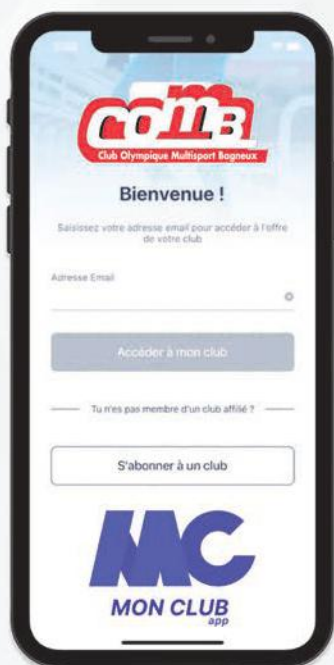 COMB
Club Olympique Multisport Bagneux
Bienvenue !
Saisissez votre adresse email pour accéder à l'offre
de votre club
Adresse Email
Accéder à mon club
Tu n'es pas membre d'un club affilié ?
S'abonner à un club
MC
MON CLUB
app